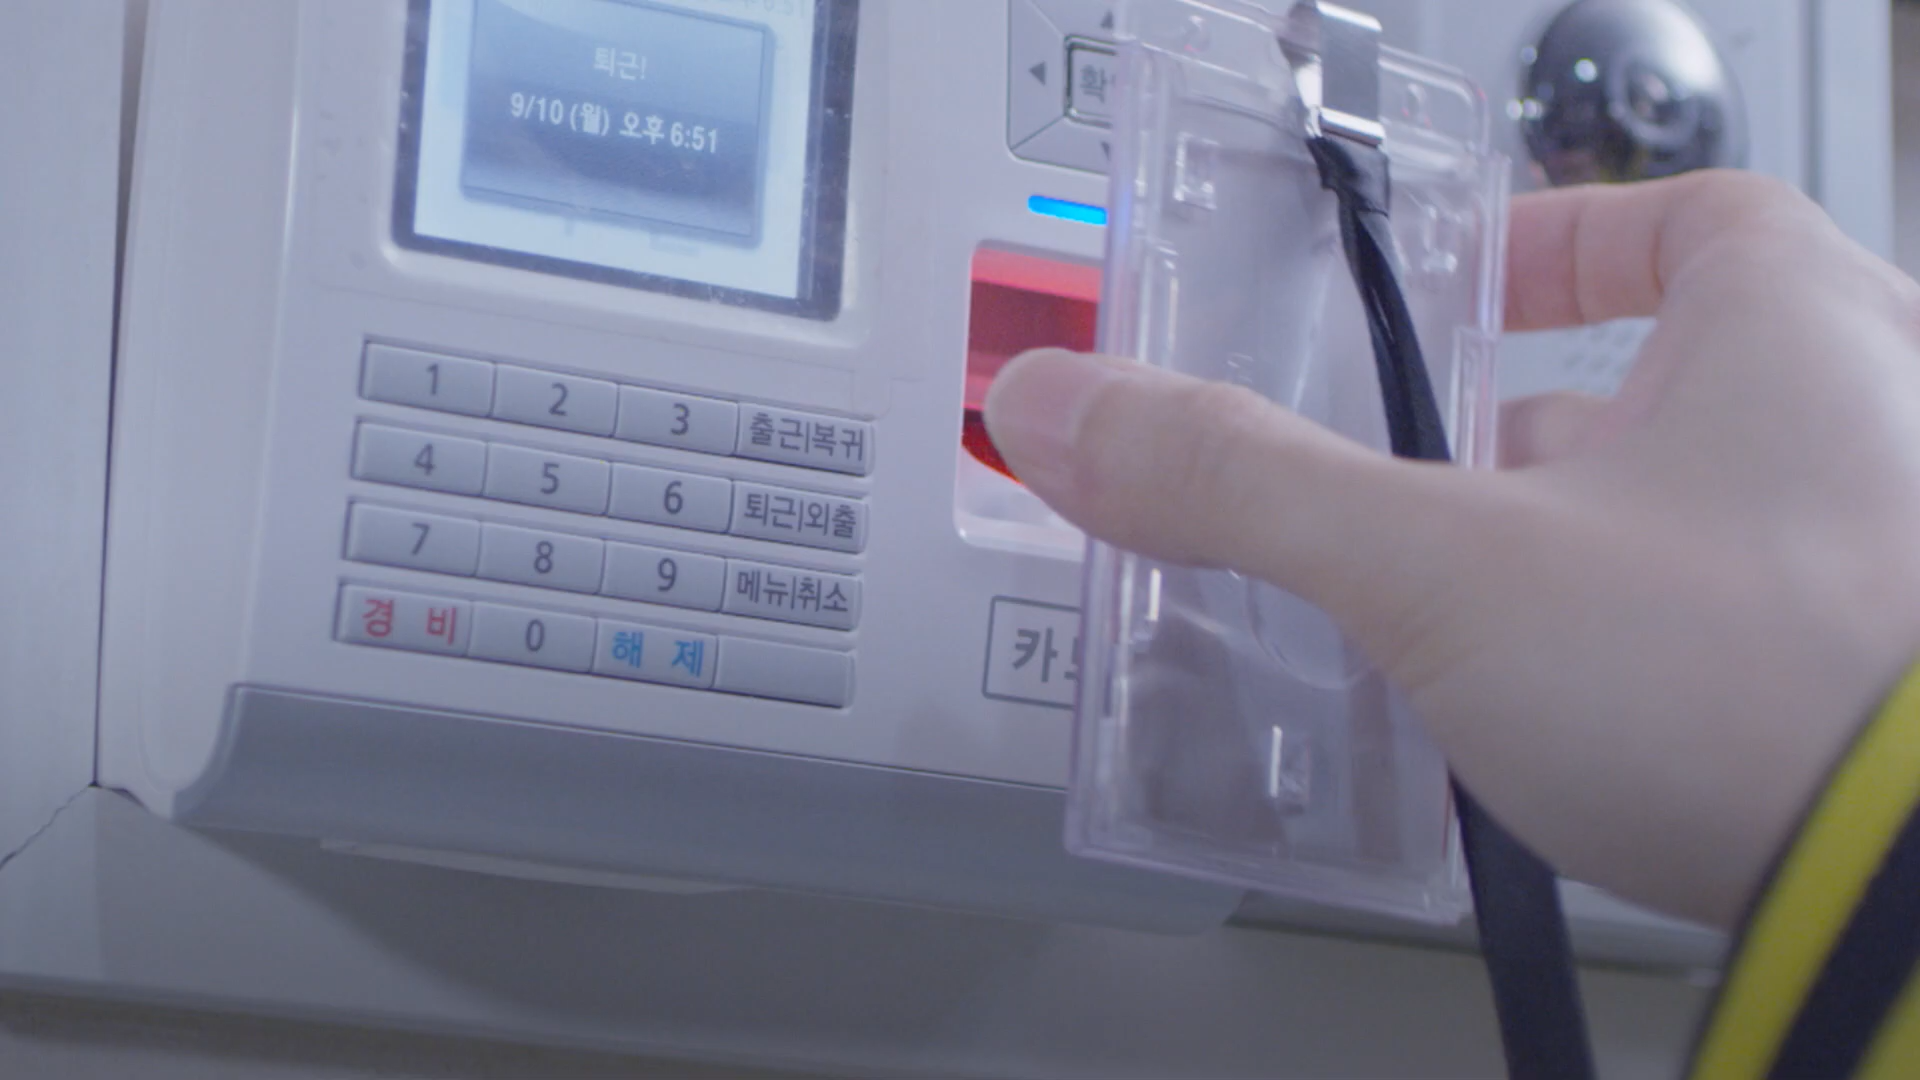 퇴근!
9/10 (월) 오후 6:51
1 2 3 출근|복귀
4 5 6 퇴근|외출
7 8 9 메뉴|취소
경 비 0 해 제